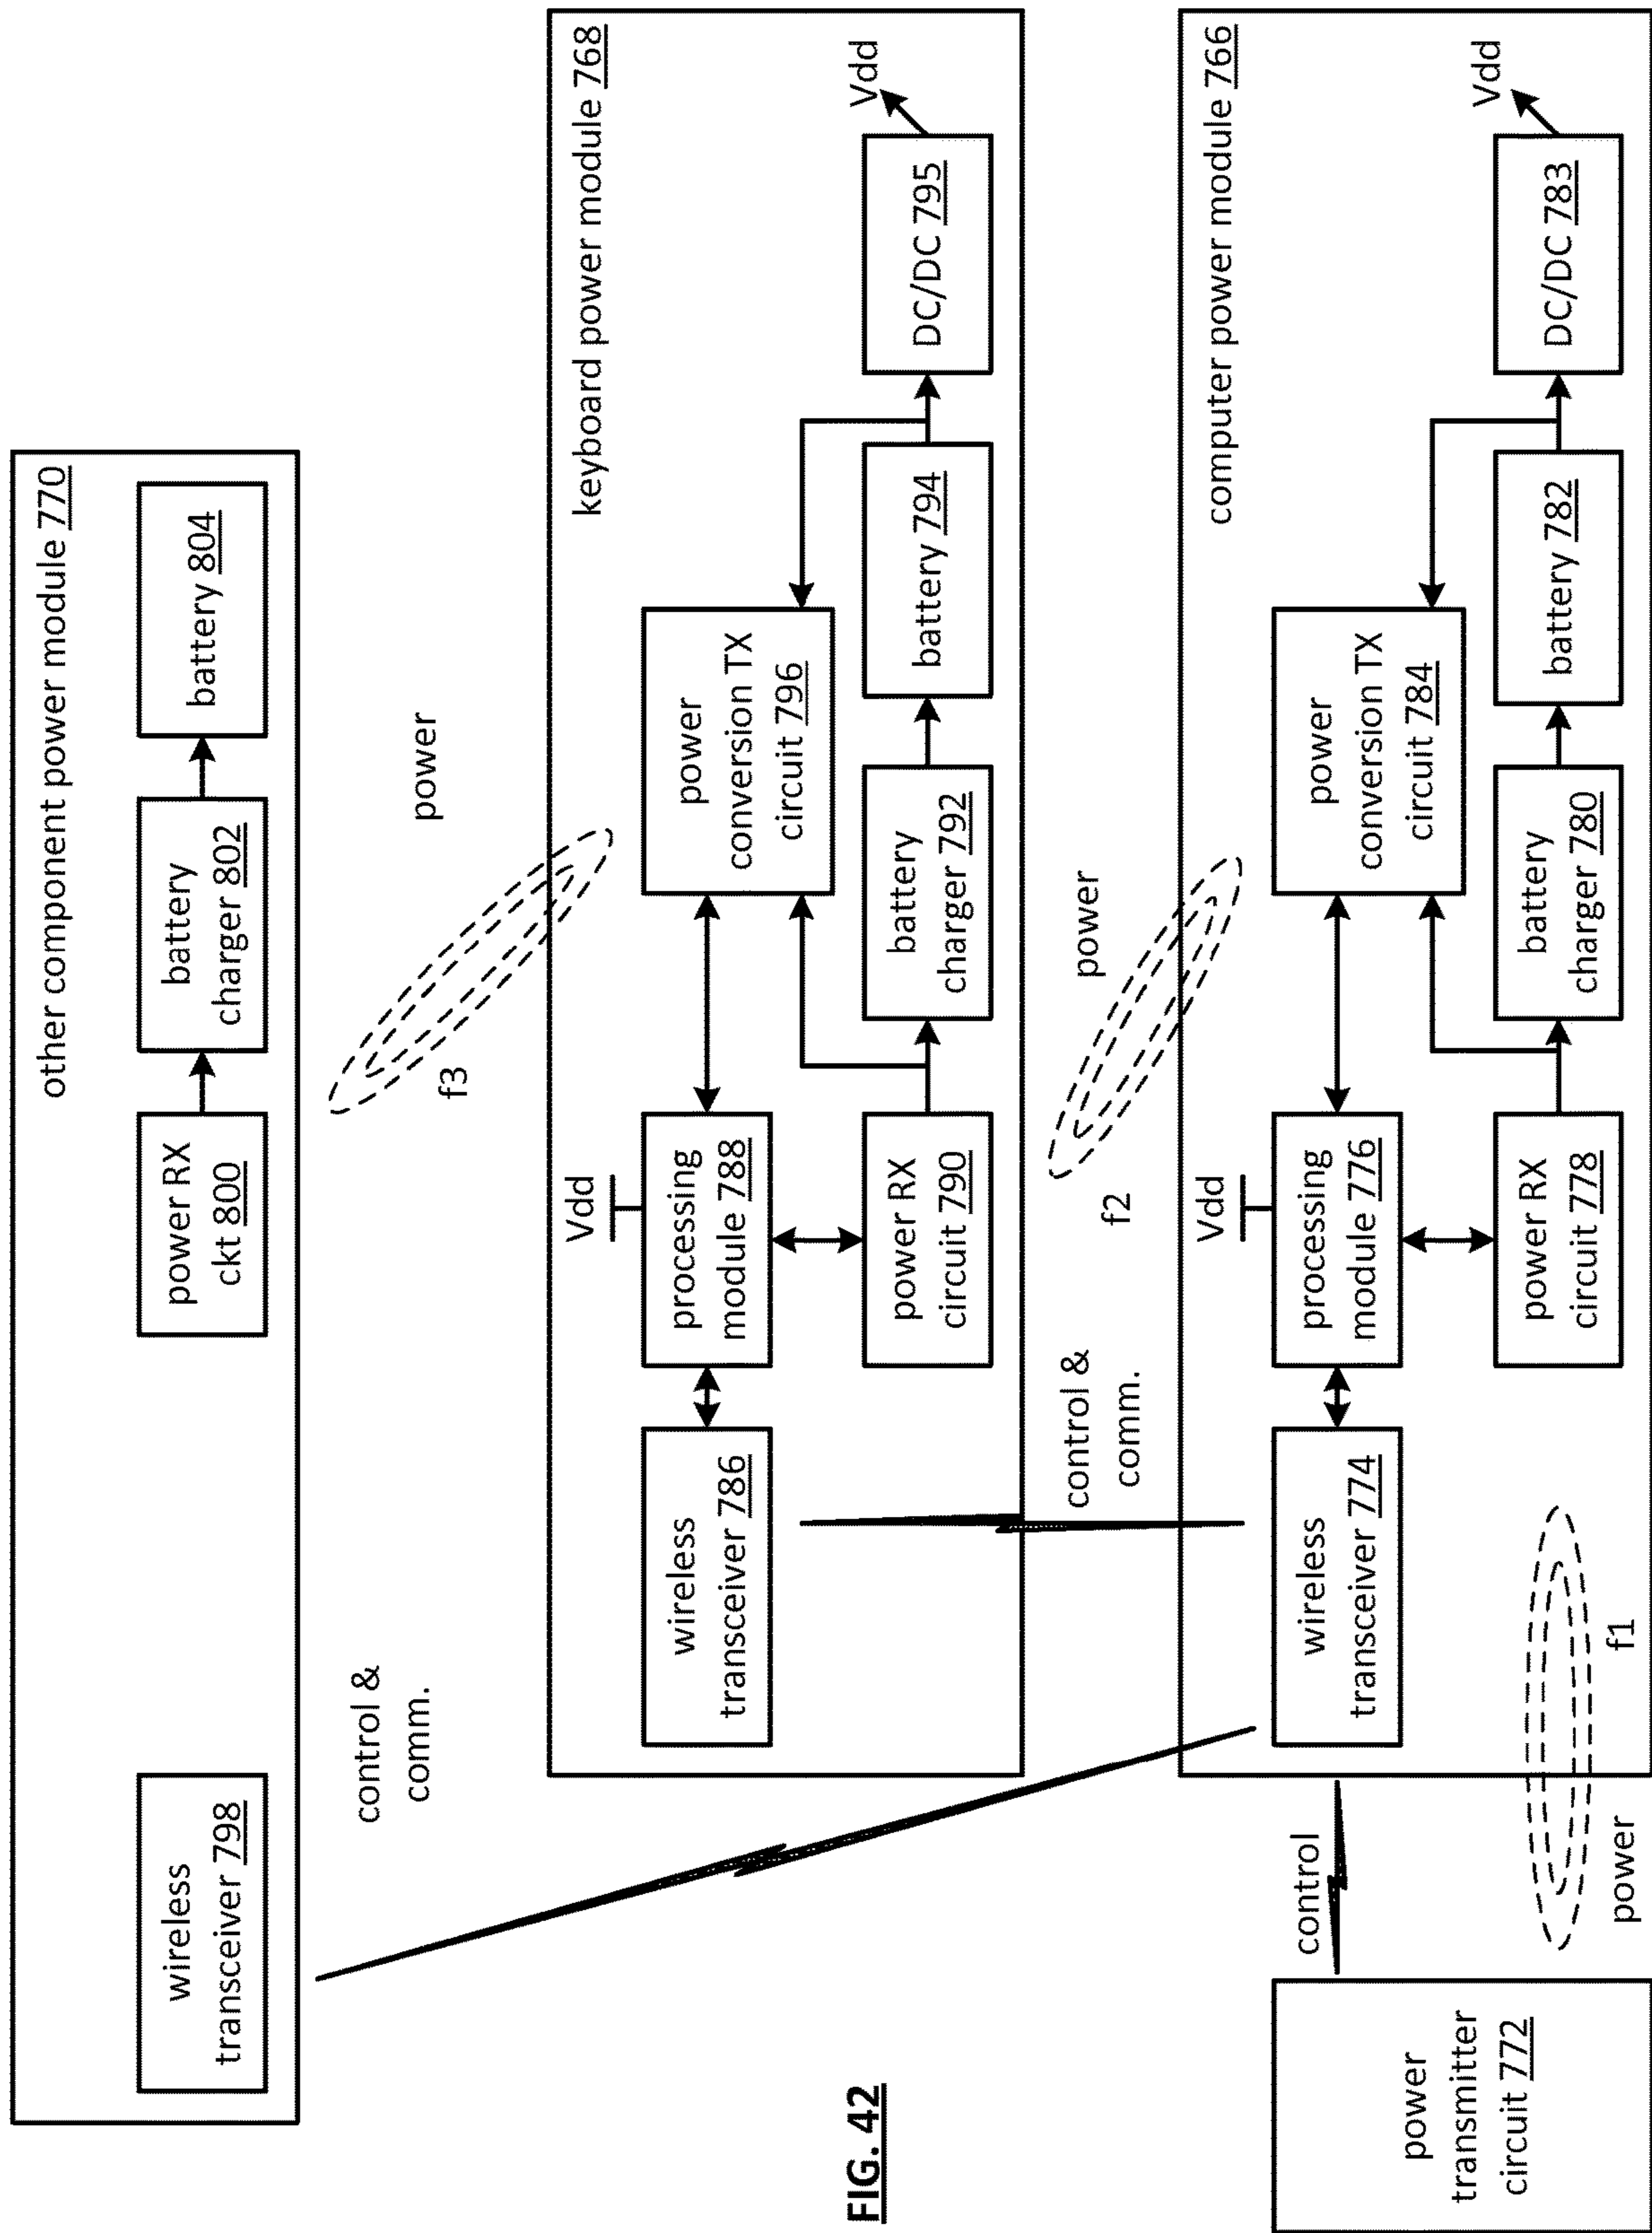 other component power module 770
wireless
transceiver 798
power RX
ckt 800
battery
charger 802
battery 804
control &
comm.
f3
power
keyboard power module 768
Vdd
wireless
transceiver 786
processing
module 788
power
conversion TX
circuit 796
power RX
circuit 790
battery
charger 792
battery 794
DC/DC 795
Vdd
FIG. 42
control &
comm.
f2
power
computer power module 766
Vdd
wireless
transceiver 774
processing
module 776
power
conversion TX
circuit 784
power RX
circuit 778
battery
charger 780
battery 782
DC/DC 783
Vdd
control
power
transmitter
circuit 772
power
f1